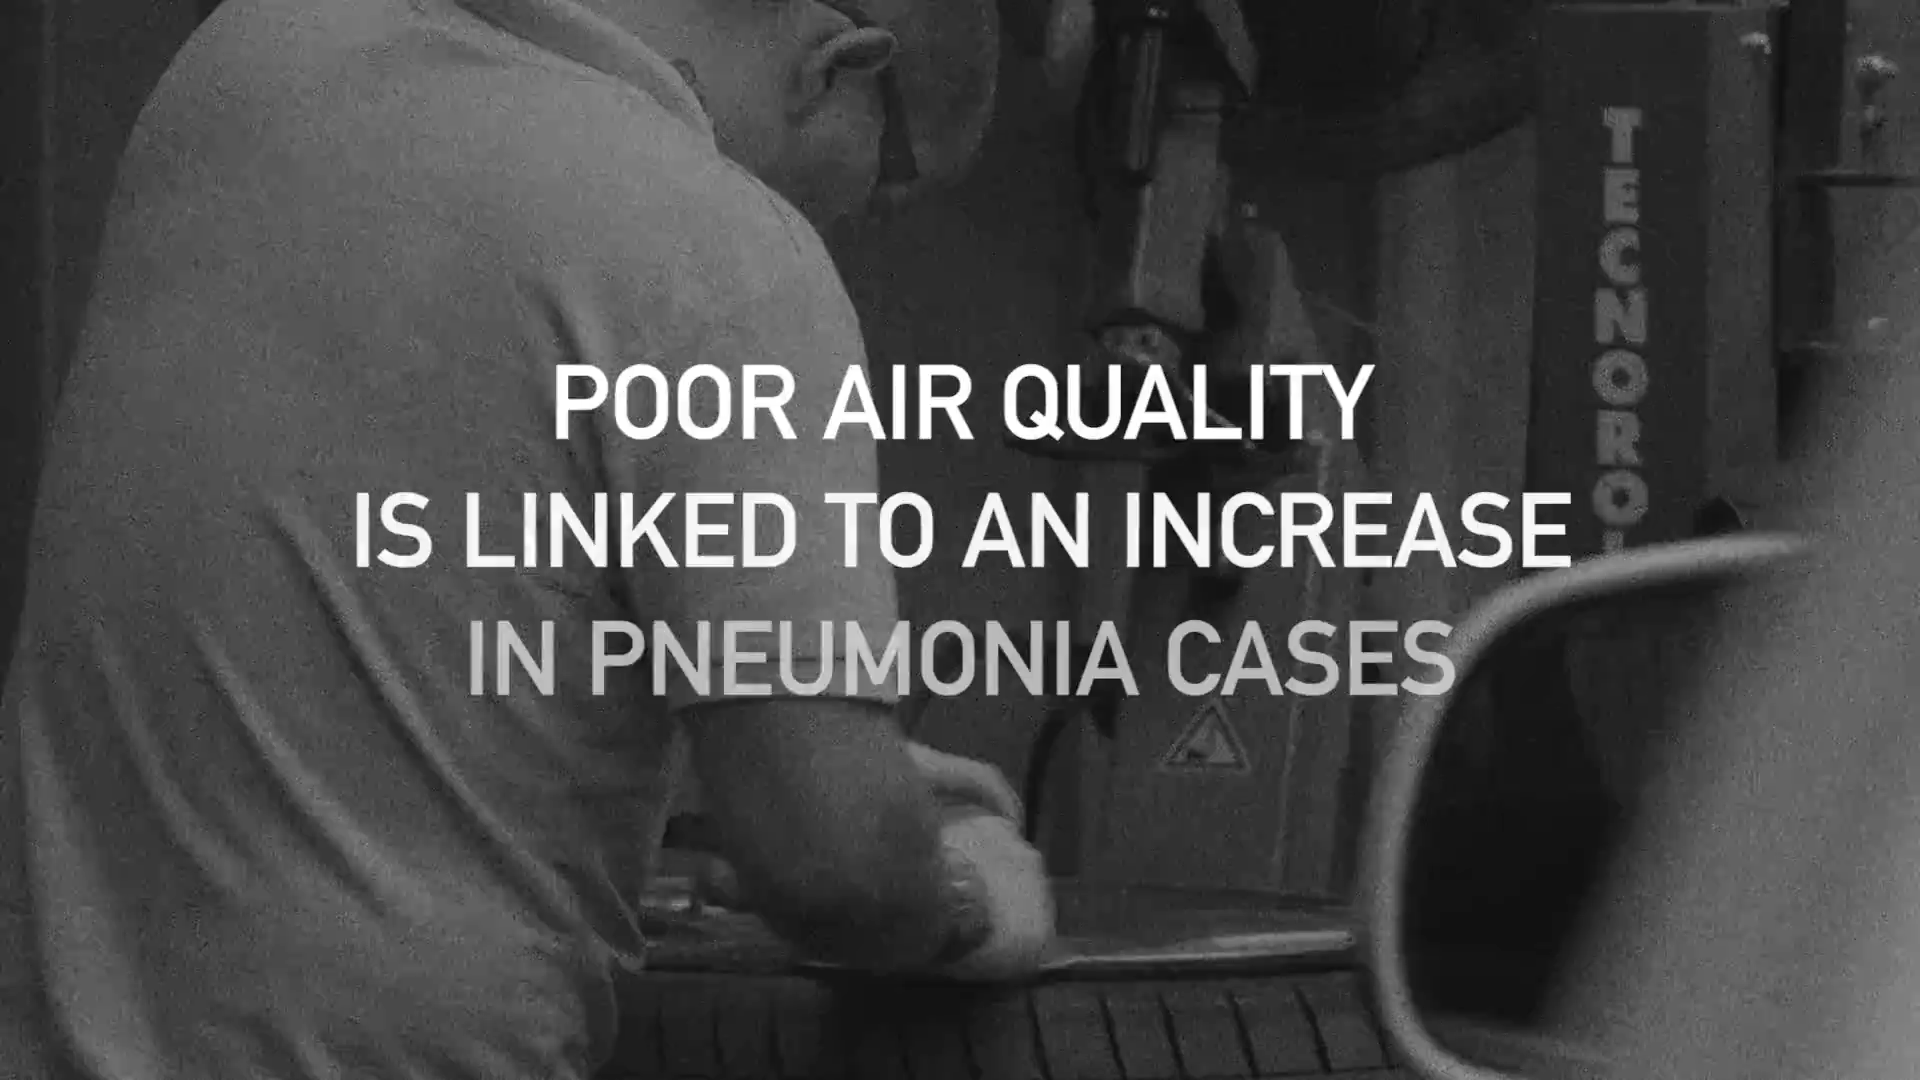 POOR AIR QUALITY
IS LINKED TO AN INCREASE
IN PNEUMONIA CASES
TECNORO